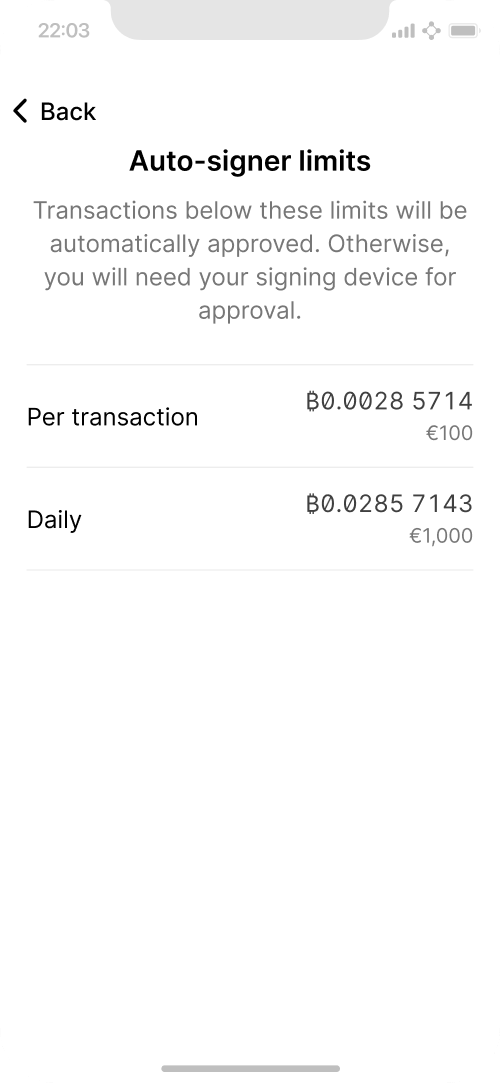 22:03
Back
Auto-signer limits
Transactions below these limits will be
automatically approved. Otherwise,
you will need your signing device for
approval.
Per transaction
₿0.0028 5714
€100
Daily
₿0.0285 7143
€1,000